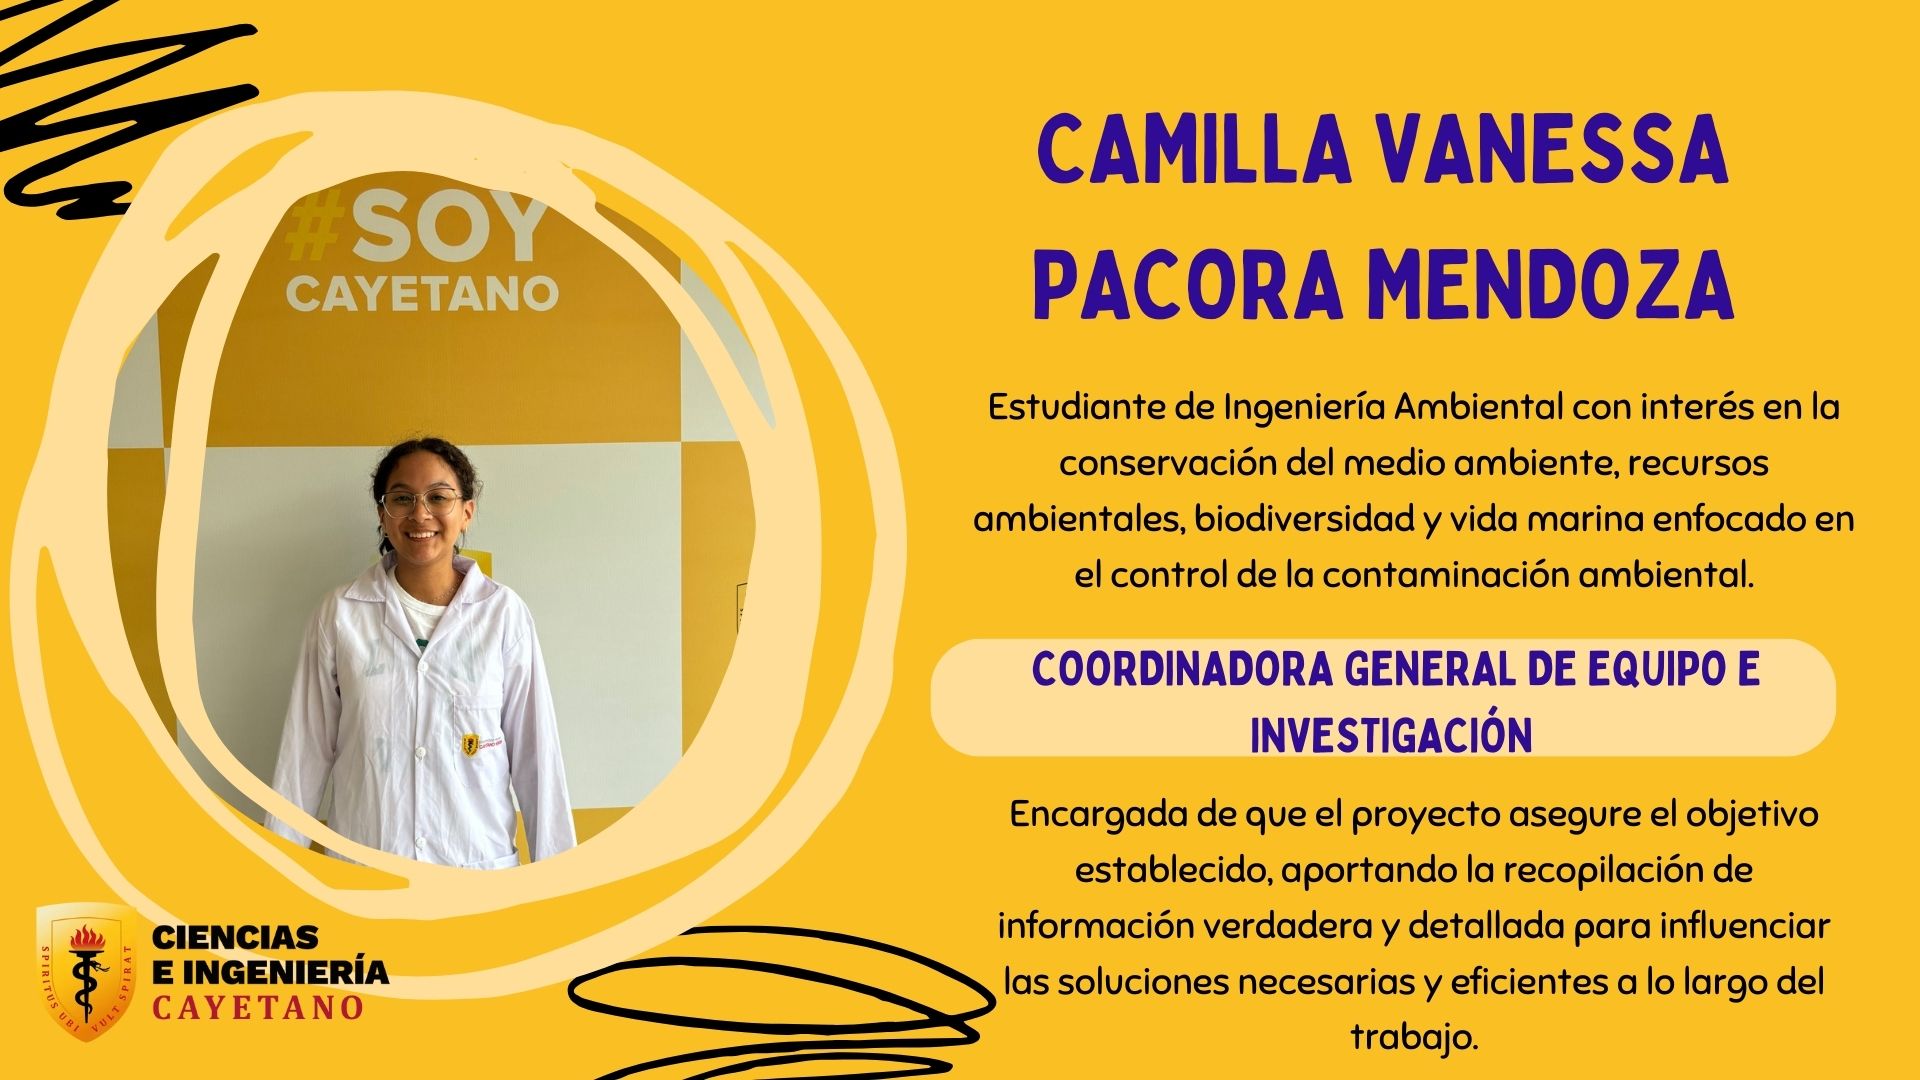 #SOY
CAYETANO
CIENCIAS
E INGENIERÍA
CAYETANO
SPIRITUS UBI VULT SPIRAT
CAMILLA VANESSA
PACORA MENDOZA
Estudiante de Ingeniería Ambiental con interés en la
conservación del medio ambiente, recursos
ambientales, biodiversidad y vida marina enfocado en
el control de la contaminación ambiental.
COORDINADORA GENERAL DE EQUIPO E
INVESTIGACIÓN
Encargada de que el proyecto asegure el objetivo
establecido, aportando la recopilación de
información verdadera y detallada para influenciar
las soluciones necesarias y eficientes a lo largo del
trabajo.